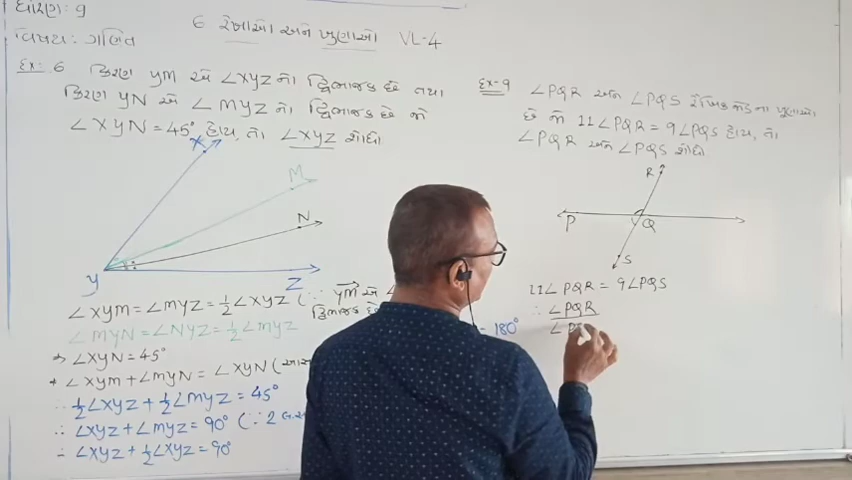 ધોરણ: 9
વિષય: ગણિત
6 રેખાઓ અને ખૂણાઓ VL-4
Ex: 6 કિરણ YM એ ∠XYZ નો દ્વિભાજક છે તથા
કિરણ YN એ ∠MYZ નો દ્વિભાજક છે જો
∠XYN = 45° હોય, તો ∠XYZ શોધો
X
M
N
Y
Z
∠XYM = ∠MYZ = 1/2 ∠XYZ (∵ YM એ ∠
દ્વિભાજક છે
∠MYN = ∠NYZ = 1/2 ∠MYZ
→ ∠XYN = 45°
→ ∠XYM + ∠MYN = ∠XYN
∴ 1/2 ∠XYZ + 1/2 ∠MYZ = 45°
∴ ∠XYZ + ∠MYZ = 90° (∵ 2
∴ ∠XYZ + 1/2 ∠XYZ = 90°
= 180°
Ex-9 ∠PQR અને ∠PQS રૈખિક જોડના ખૂણાઓ
છે જો 11∠PQR = 9∠PQS હોય, તો
∠PQR અને ∠PQS શોધો
R
P
Q
S
11∠PQR = 9∠PQS
∴ ∠PQR